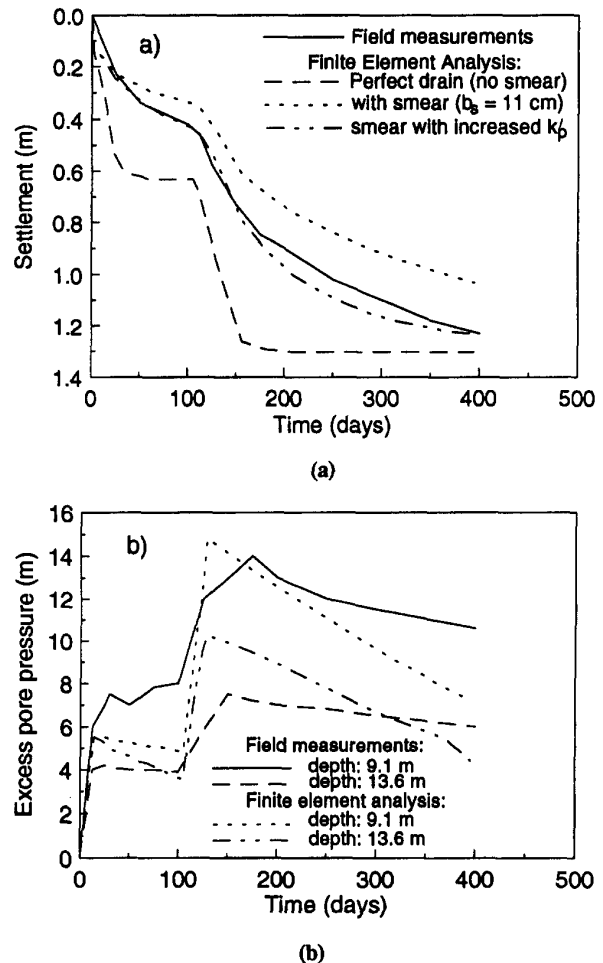 a)
Field measurements
Finite Element Analysis:
Perfect drain (no smear)
with smear (bs = 11 cm)
smear with increased k'p
Settlement (m)
0.0
0.2
0.4
0.6
0.8
1.0
1.2
1.4
0 100 200 300 400 500
Time (days)
(a)
b)
Excess pore pressure (m)
16
14
12
10
8
6
4
2
0
Field measurements:
depth: 9.1 m
depth: 13.6 m
Finite element analysis:
depth: 9.1 m
depth: 13.6 m
0 100 200 300 400 500
Time (days)
(b)